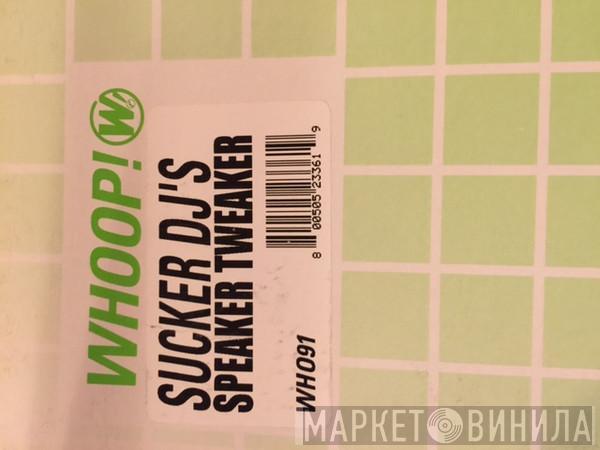 WHOOP! W
SUCKER DJ'S
SPEAKER TWEAKER
8 00505 23361 9
WH091
МАРКЕТ ВИНИЛА